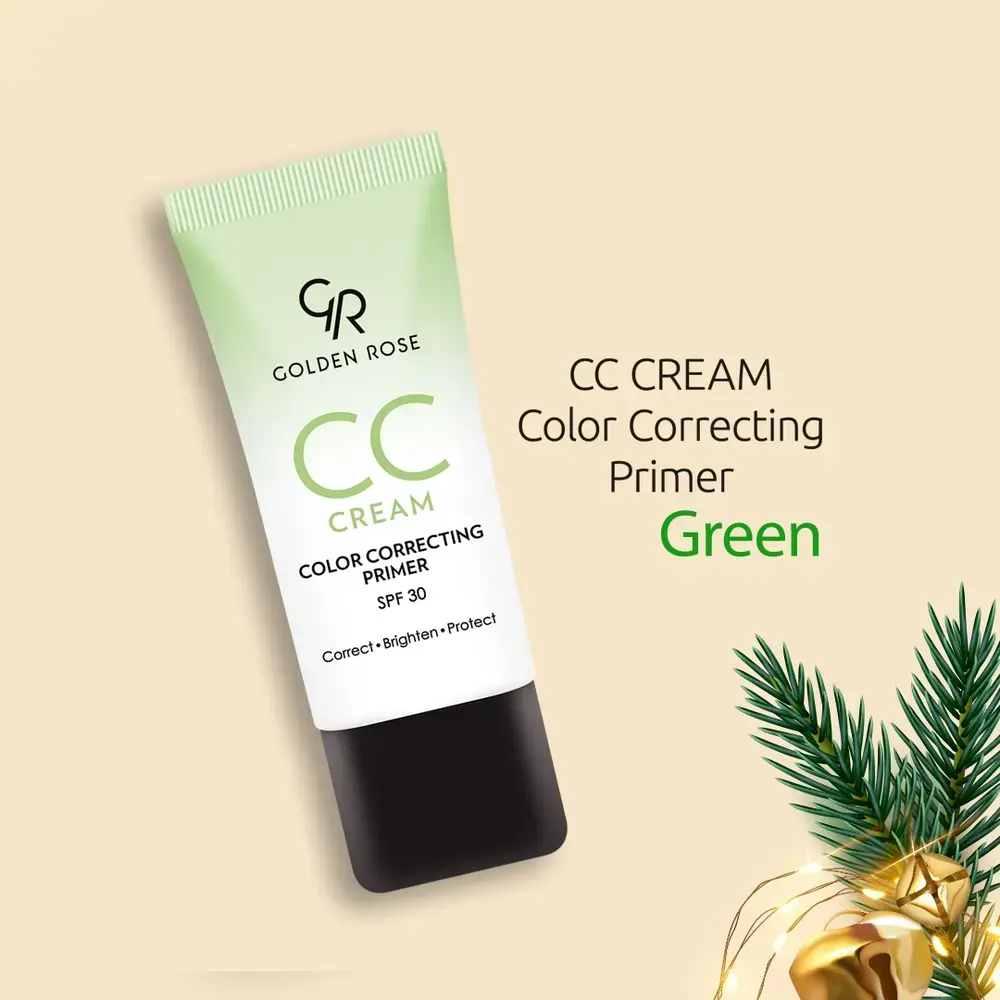 GR
GOLDEN ROSE
CC
CREAM
COLOR CORRECTING
PRIMER
SPF 30
Correct•Brighten•Protect
CC CREAM
Color Correcting
Primer
Green